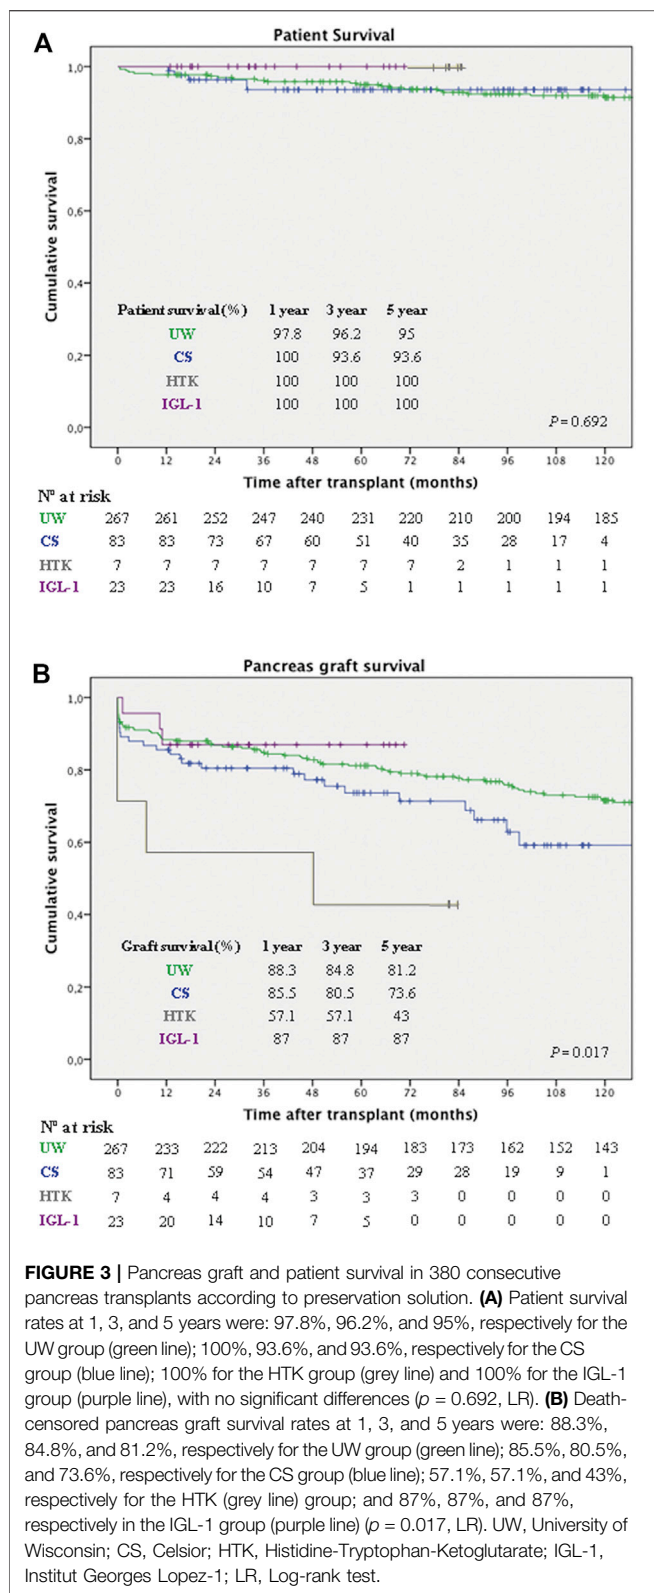 A
Patient Survival
Cumulative survival
1,0
0,8
0,6
0,4
0,2
0,0
Patient survival (%) 1 year 3 year 5 year
UW 97.8 96.2 95
CS 100 93.6 93.6
HTK 100 100 100
IGL-1 100 100 100
P = 0.692
0 12 24 36 48 60 72 84 96 108 120
Time after transplant (months)
Nº at risk
UW 267 261 252 247 240 231 220 210 200 194 185
CS 83 83 73 67 60 51 40 35 28 17 4
HTK 7 7 7 7 7 7 7 2 1 1 1
IGL-1 23 23 16 10 7 5 1 1 1 1 1
B
Pancreas graft survival
Cumulative survival
1,0
0,8
0,6
0,4
0,2
0,0
Graft survival (%) 1 year 3 year 5 year
UW 88.3 84.8 81.2
CS 85.5 80.5 73.6
HTK 57.1 57.1 43
IGL-1 87 87 87
P = 0.017
0 12 24 36 48 60 72 84 96 108 120
Time after transplant (months)
Nº at risk
UW 267 233 222 213 204 194 183 173 162 152 143
CS 83 71 59 54 47 37 29 28 19 9 1
HTK 7 4 4 4 3 3 3 0 0 0 0
IGL-1 23 20 14 10 7 5 0 0 0 0 0
FIGURE 3 | Pancreas graft and patient survival in 380 consecutive
pancreas transplants according to preservation solution. (A) Patient survival
rates at 1, 3, and 5 years were: 97.8%, 96.2%, and 95%, respectively for the
UW group (green line); 100%, 93.6%, and 93.6%, respectively for the CS
group (blue line); 100% for the HTK group (grey line) and 100% for the IGL-1
group (purple line), with no significant differences (p = 0.692, LR). (B) Death-
censored pancreas graft survival rates at 1, 3, and 5 years were: 88.3%,
84.8%, and 81.2%, respectively for the UW group (green line); 85.5%, 80.5%,
and 73.6%, respectively for the CS group (blue line); 57.1%, 57.1%, and 43%,
respectively for the HTK (grey line) group; and 87%, 87%, and 87%,
respectively in the IGL-1 group (purple line) (p = 0.017, LR). UW, University of
Wisconsin; CS, Celsior; HTK, Histidine-Tryptophan-Ketoglutarate; IGL-1,
Institut Georges Lopez-1; LR, Log-rank test.